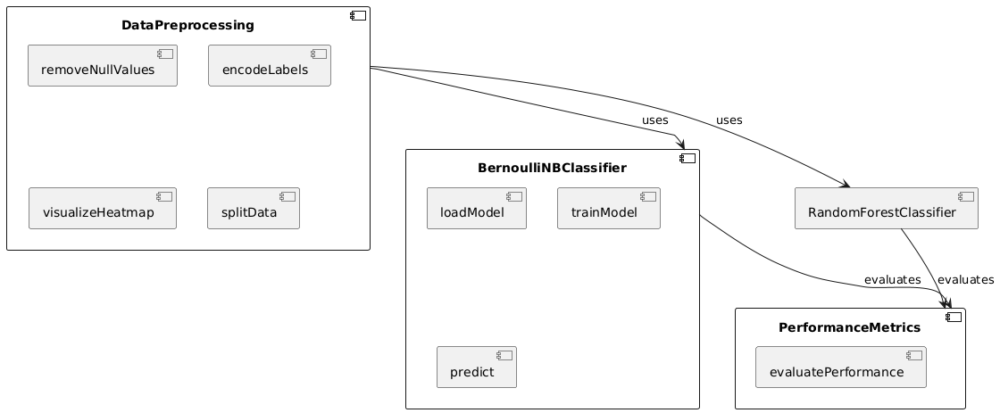 DataPreprocessing
removeNullValues
encodeLabels
visualizeHeatmap
splitData
uses
uses
BernoulliNBClassifier
loadModel
trainModel
predict
RandomForestClassifier
evaluates
evaluates
PerformanceMetrics
evaluatePerformance